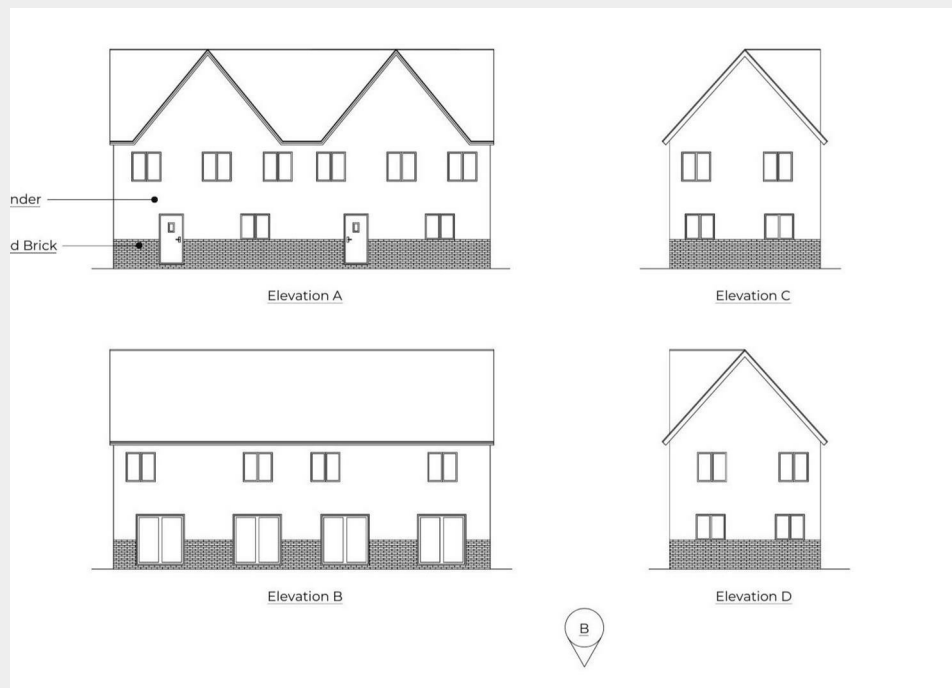 nder
d Brick
Elevation A
Elevation C
Elevation B
Elevation D
B